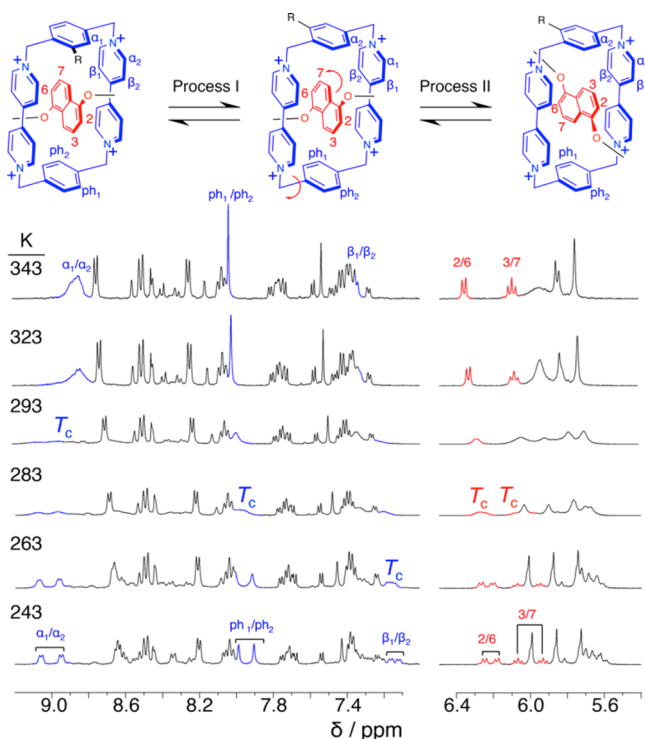 R α₁ N + α₂ β₁ β₂ 7 6 O O 2 3 N + ph₂ ph₁ ph₂
Process I
R α₂ N + α₁ β₂ β₁ 7 6 O O 2 3 N + ph₁ ph₁ ph₂
Process II
R α₂ N + α β₂ β O 3 2 6 7 O N + ph₁ ph₂
K
343
α₁/α₂
ph₁/ph₂
β₁/β₂
2/6
3/7
323
293
Tc
283
Tc
Tc
Tc
263
Tc
243
α₁/α₂
ph₁/ph₂
β₁/β₂
2/6
3/7
9.0 8.6 8.2 7.8 7.4 6.4 6.0 5.6
δ / ppm